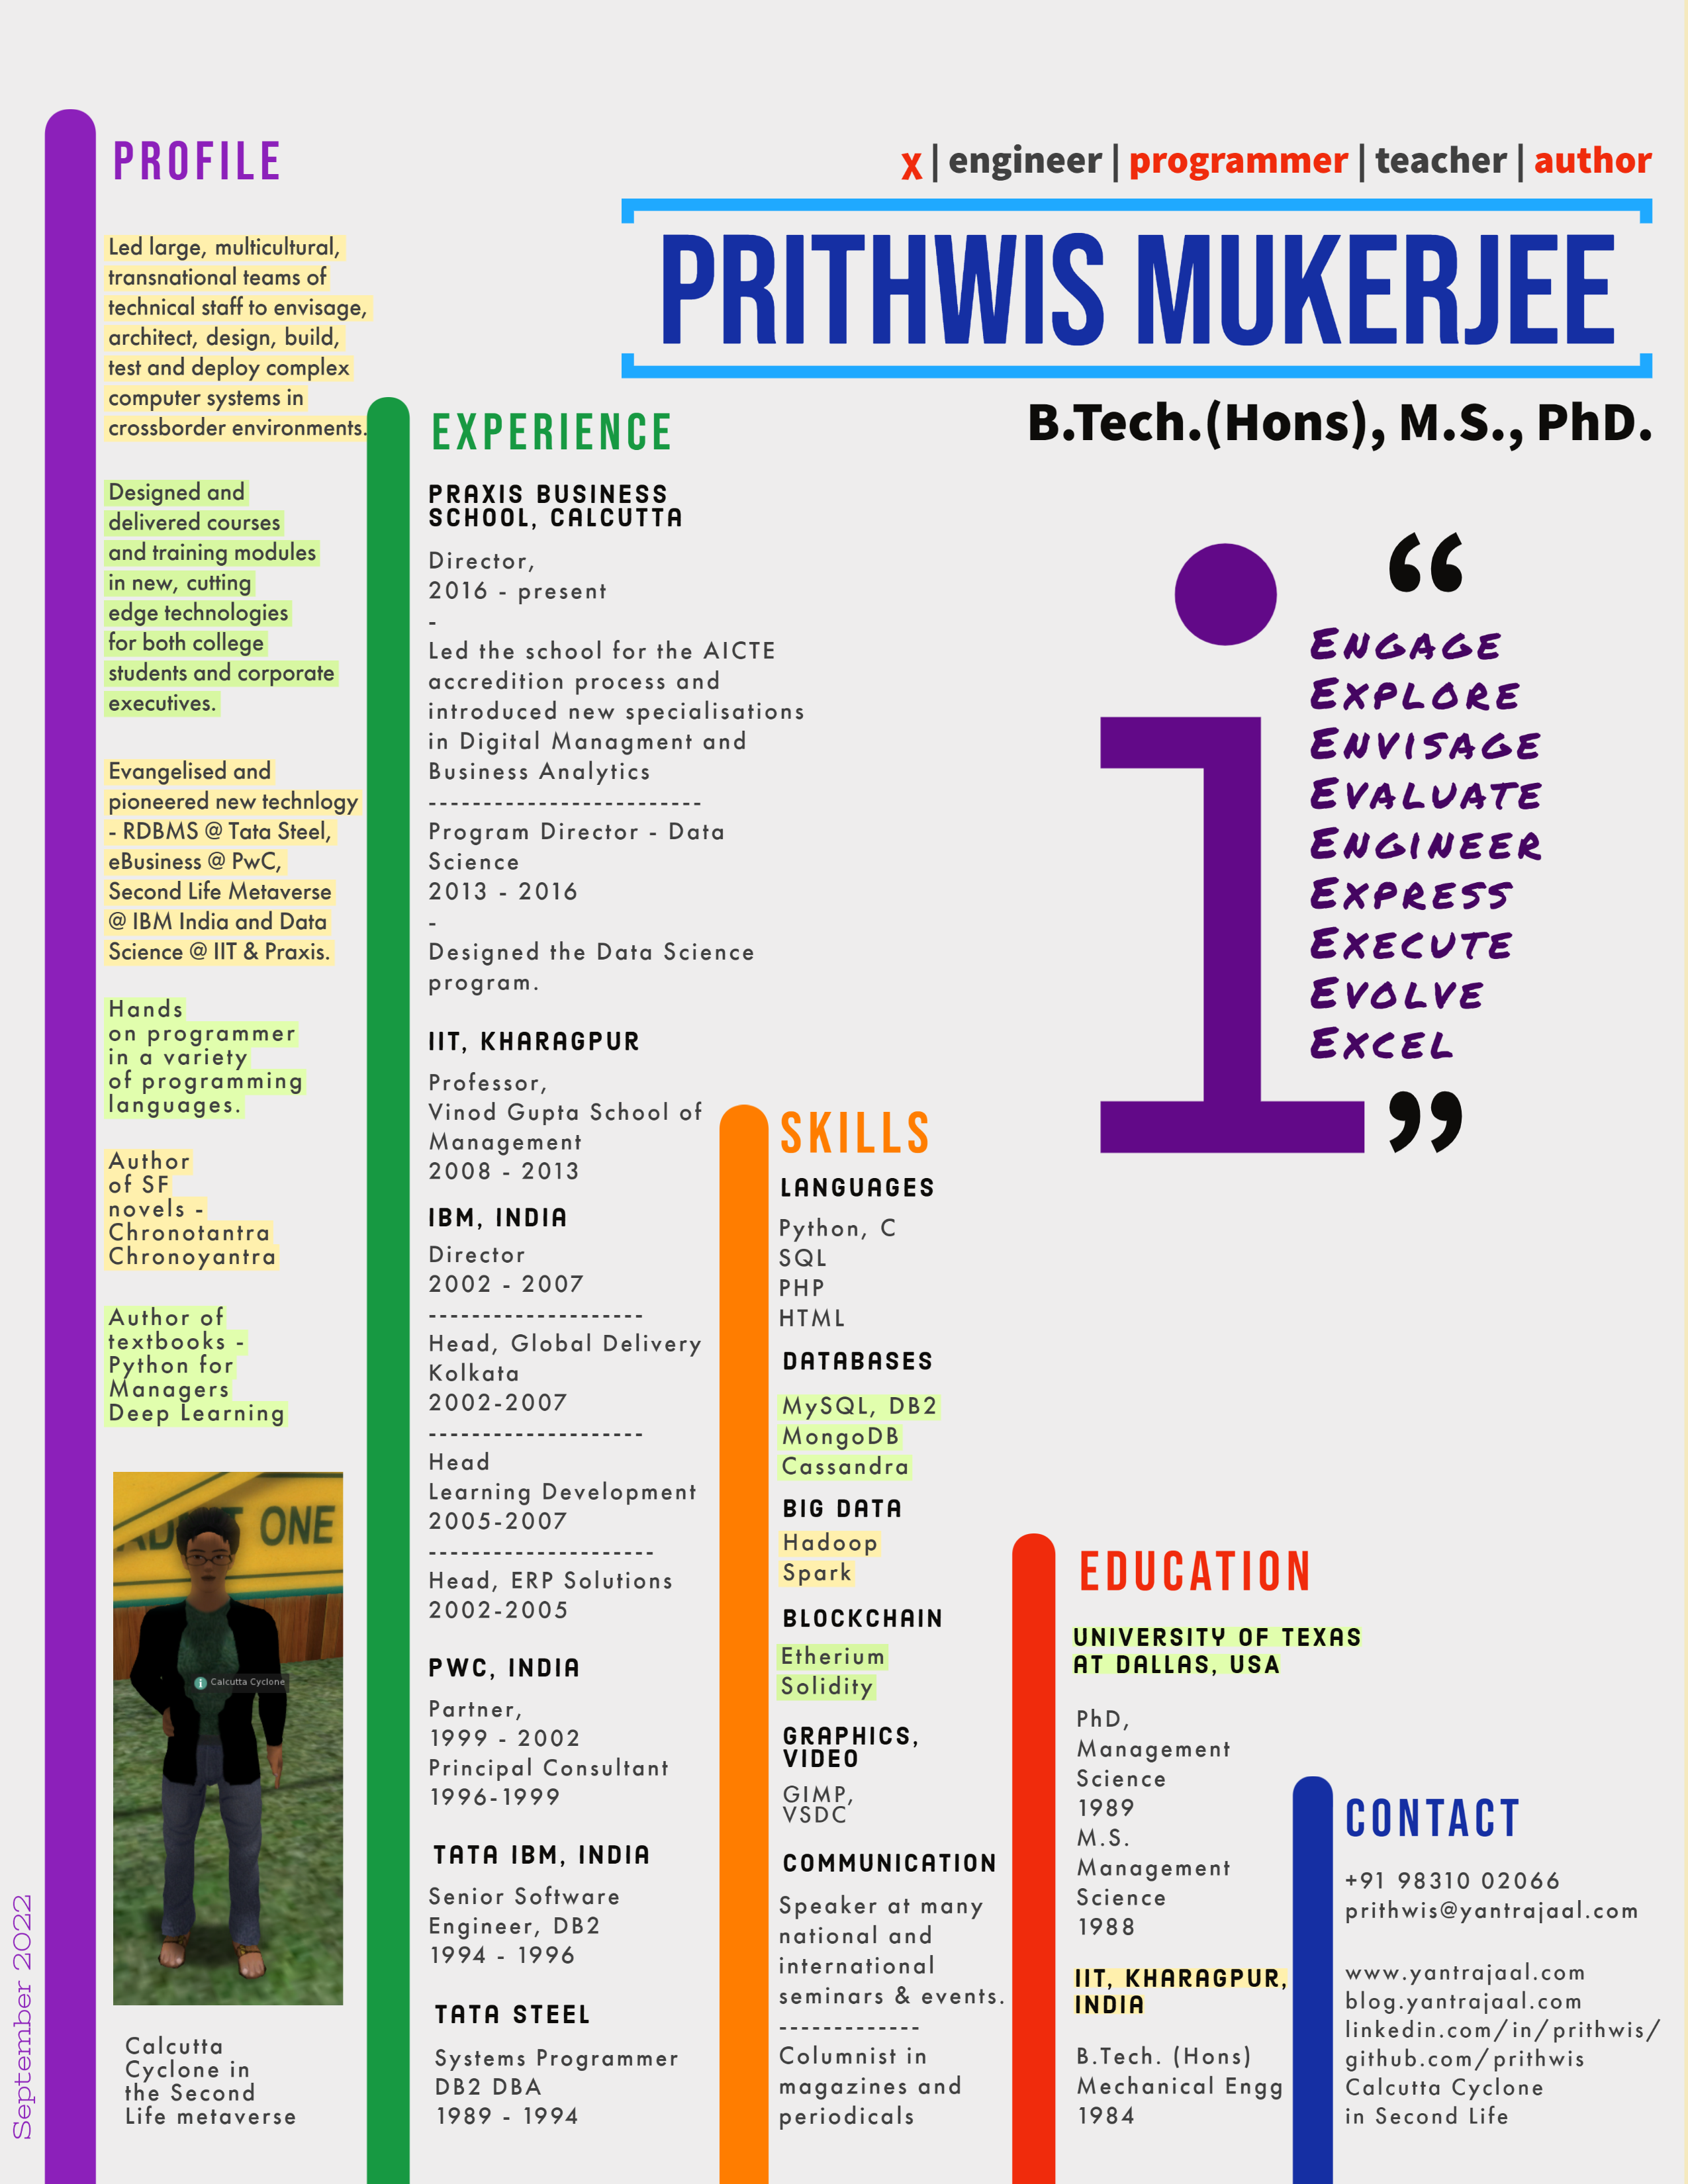 PROFILE
Led large, multicultural,
transnational teams of
technical staff to envisage,
architect, design, build,
test and deploy complex
computer systems in
crossborder environments.
Designed and
delivered courses
and training modules
in new, cutting
edge technologies
for both college
students and corporate
executives.
Evangelised and
pioneered new technlogy
- RDBMS @ Tata Steel,
eBusiness @ PwC,
Second Life Metaverse
@ IBM India and Data
Science @ IIT & Praxis.
Hands
on programmer
in a variety
of programming
languages.
Author
of SF
novels -
Chronotantra
Chronoyantra
Author of
textbooks -
Python for
Managers
Deep Learning
ONE
Calcutta Cyclone
Calcutta
Cyclone in
the Second
Life metaverse
September 2022
x | engineer | programmer | teacher | author
PRITHWIS MUKERJEE
B.Tech.(Hons), M.S., PhD.
EXPERIENCE
PRAXIS BUSINESS
SCHOOL, CALCUTTA
Director,
2016 - present
-
Led the school for the AICTE
accredition process and
introduced new specialisations
in Digital Managment and
Business Analytics
-------------------------
Program Director - Data
Science
2013 - 2016
-
Designed the Data Science
program.
IIT, KHARAGPUR
Professor,
Vinod Gupta School of
Management
2008 - 2013
IBM, INDIA
Director
2002 - 2007
--------------------
Head, Global Delivery
Kolkata
2002-2007
--------------------
Head
Learning Development
2005-2007
---------------------
Head, ERP Solutions
2002-2005
PWC, INDIA
Partner,
1999 - 2002
Principal Consultant
1996-1999
TATA IBM, INDIA
Senior Software
Engineer, DB2
1994 - 1996
TATA STEEL
Systems Programmer
DB2 DBA
1989 - 1994
i
“
ENGAGE
EXPLORE
ENVISAGE
EVALUATE
ENGINEER
EXPRESS
EXECUTE
EVOLVE
EXCEL
”
SKILLS
LANGUAGES
Python, C
SQL
PHP
HTML
DATABASES
MySQL, DB2
MongoDB
Cassandra
BIG DATA
Hadoop
Spark
BLOCKCHAIN
Etherium
Solidity
GRAPHICS,
VIDEO
GIMP,
VSDC
COMMUNICATION
Speaker at many
national and
international
seminars & events.
-------------
Columnist in
magazines and
periodicals
EDUCATION
UNIVERSITY OF TEXAS
AT DALLAS, USA
PhD,
Management
Science
1989
M.S.
Management
Science
1988
IIT, KHARAGPUR,
INDIA
B.Tech. (Hons)
Mechanical Engg
1984
CONTACT
+91 98310 02066
prithwis@yantrajaal.com
www.yantrajaal.com
blog.yantrajaal.com
linkedin.com/in/prithwis/
github.com/prithwis
Calcutta Cyclone
in Second Life